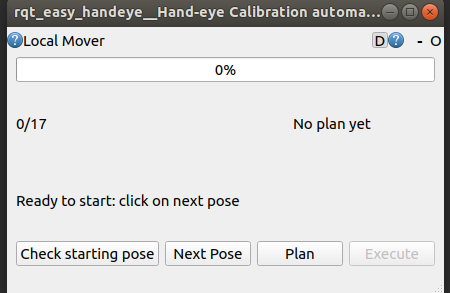 rqt_easy_handeye__Hand-eye Calibration automa...
Local Mover D - O
0%
0/17 No plan yet
Ready to start: click on next pose
Check starting pose Next Pose Plan Execute